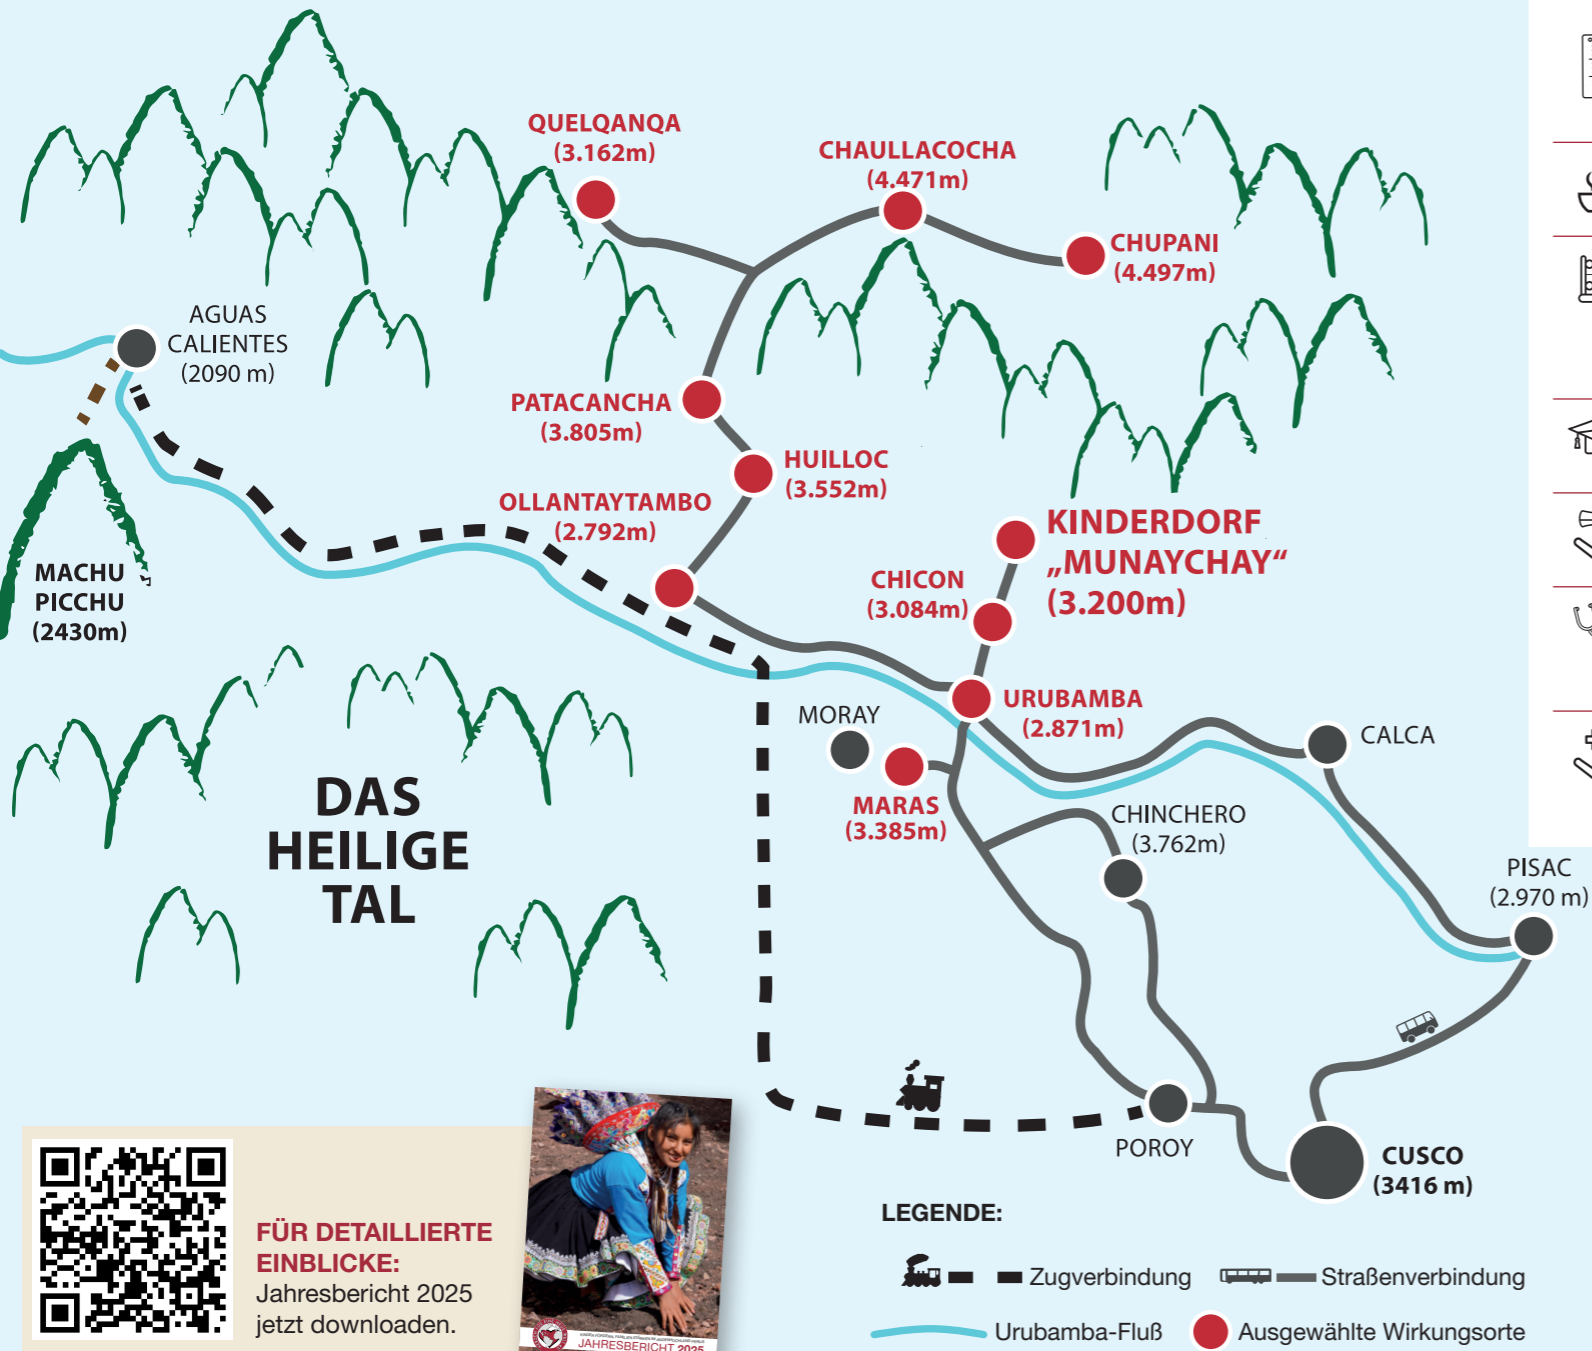 QUELQANQA
(3.162m)
CHAULLACOCHA
(4.471m)
CHUPANI
(4.497m)
AGUAS
CALIENTES
(2090 m)
PATACANCHA
(3.805m)
HUILLOC
(3.552m)
OLLANTAYTAMBO
(2.792m)
KINDERDORF
„MUNAYCHAY“
(3.200m)
MACHU
PICCHU
(2430m)
CHICON
(3.084m)
URUBAMBA
(2.871m)
MORAY
CALCA
MARAS
(3.385m)
CHINCHERO
(3.762m)
DAS
HEILIGE
TAL
PISAC
(2.970 m)
POROY
CUSCO
(3416 m)
FÜR DETAILLIERTE
EINBLICKE:
Jahresbericht 2025
jetzt downloaden.
JAHRESBERICHT 2025
LEGENDE:
Zugverbindung
Straßenverbindung
Urubamba-Fluß
Ausgewählte Wirkungsorte